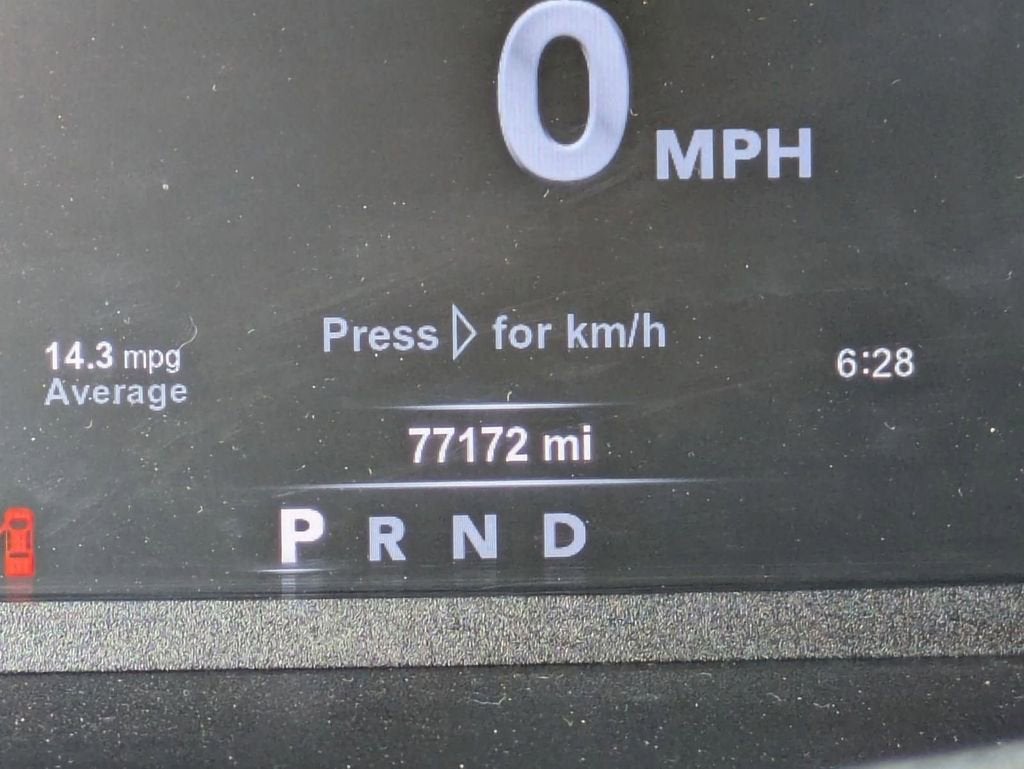 0 MPH
Press for km/h
14.3 mpg
Average
6:28
77172 mi
P R N D